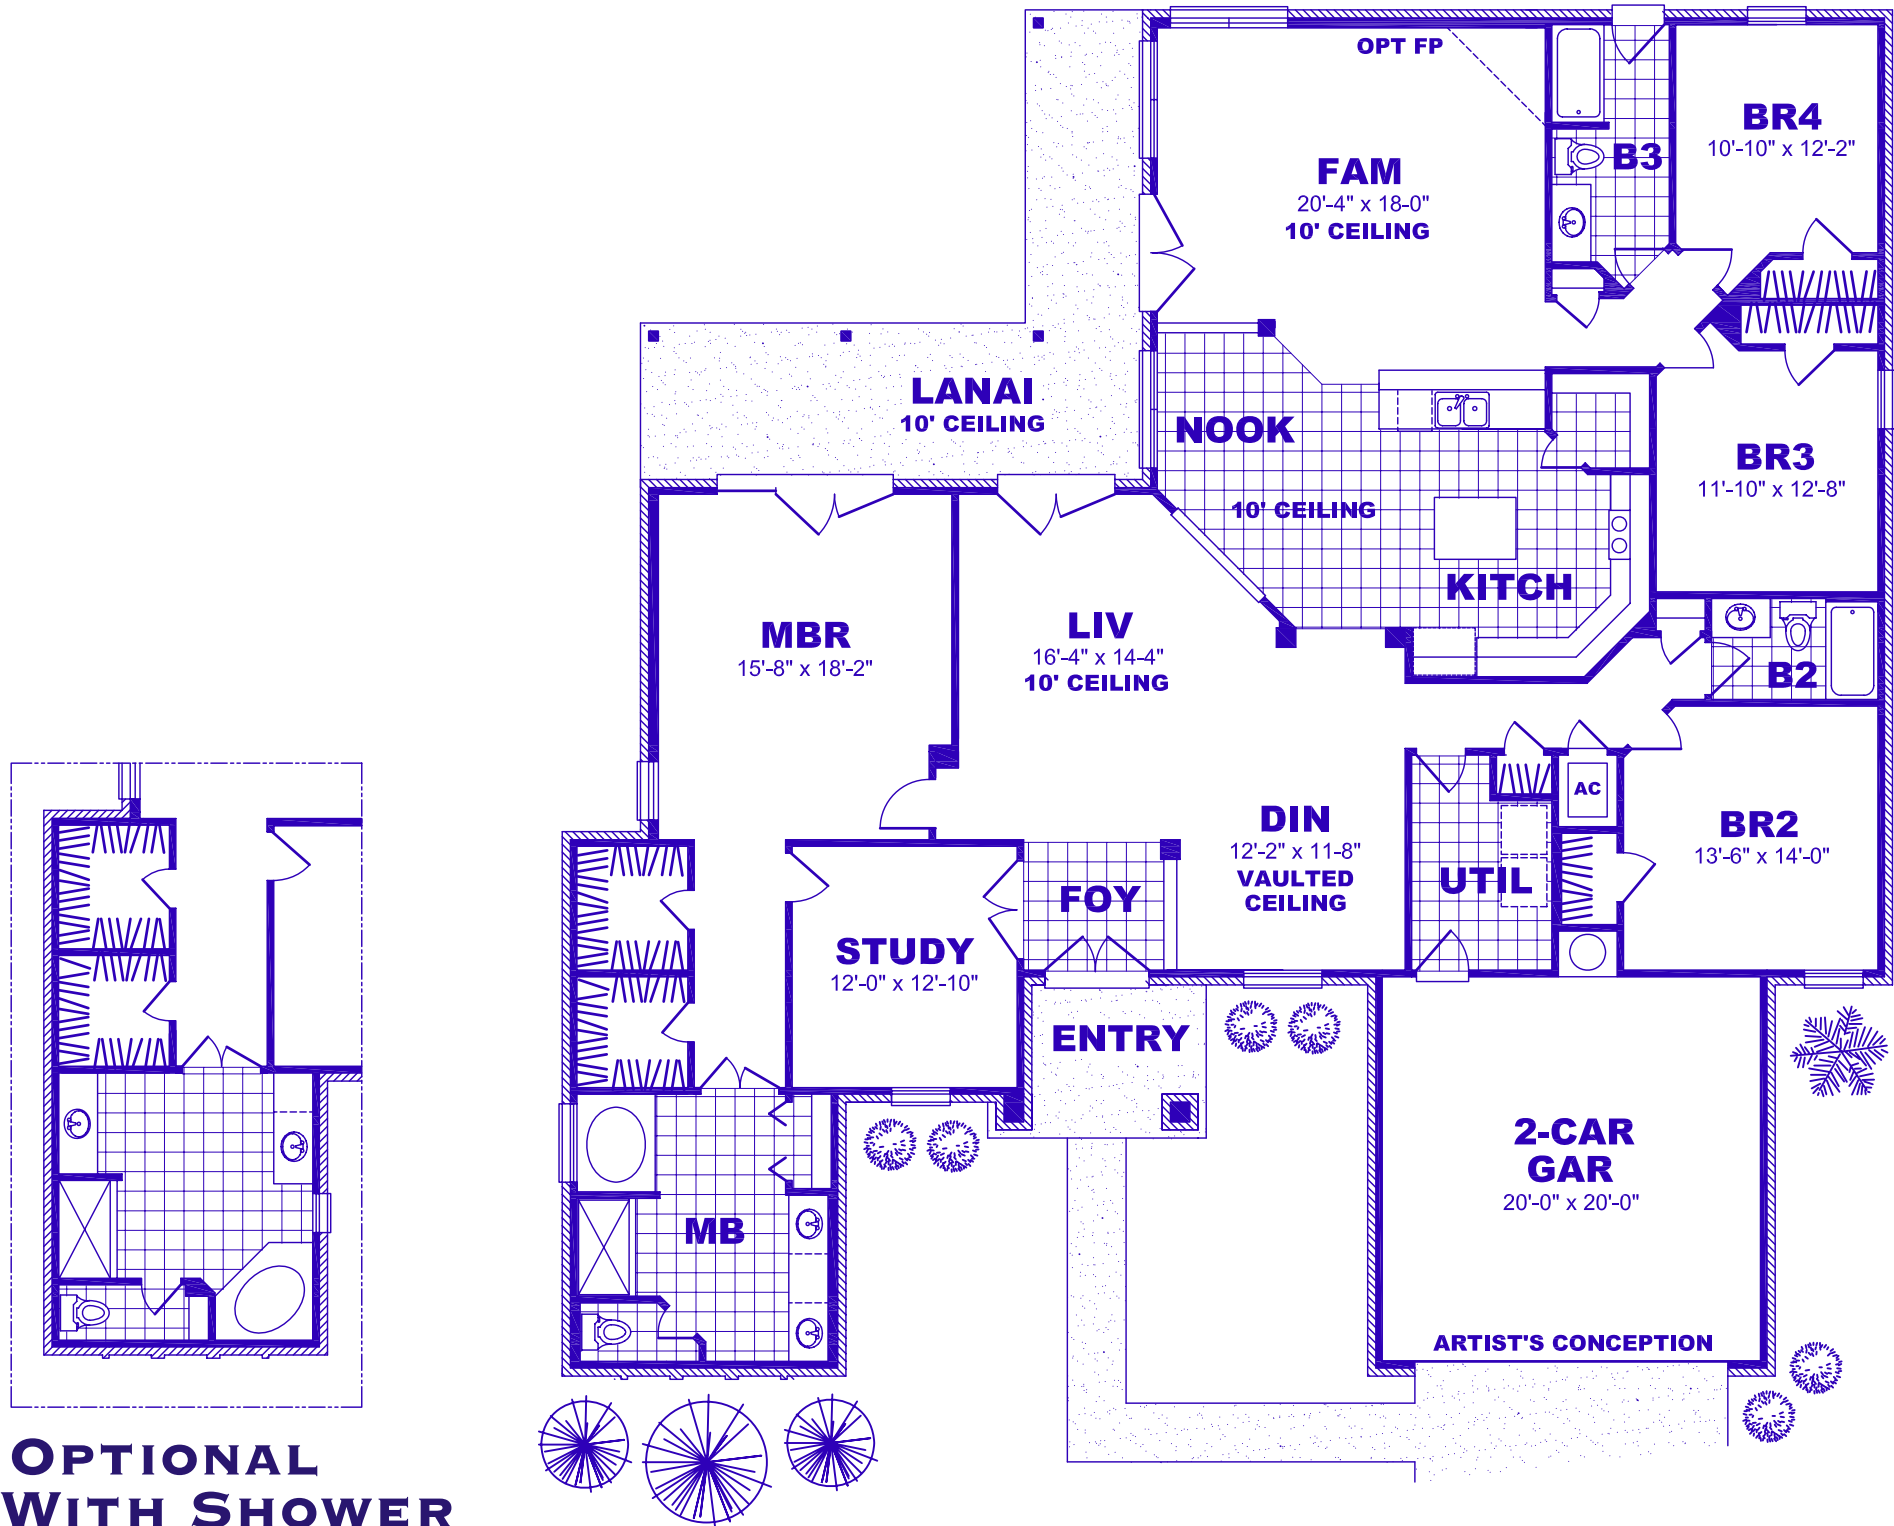 OPT FP
BR4
10'-10" x 12'-2"
B3
FAM
20'-4" x 18-0"
10' CEILING
LANAI
10' CEILING
NOOK
BR3
11'-10" x 12'-8"
10' CEILING
KITCH
MBR
15'-8" x 18'-2"
LIV
16'-4" x 14-4"
10' CEILING
B2
AC
DIN
12'-2" x 11-8"
VAULTED
CEILING
BR2
13'-6" x 14'-0"
UTIL
FOY
STUDY
12'-0" x 12'-10"
ENTRY
2-CAR
GAR
20'-0" x 20'-0"
MB
ARTIST'S CONCEPTION
OPTIONAL
WITH SHOWER